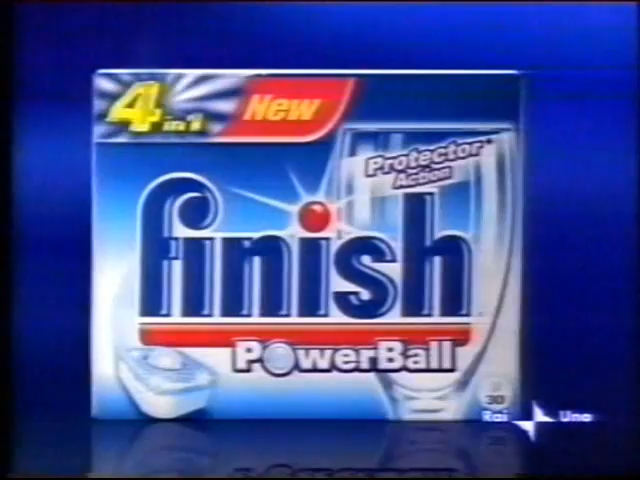 4 in 1
New
Protector
Action
finish
PowerBall
30
Rai Uno